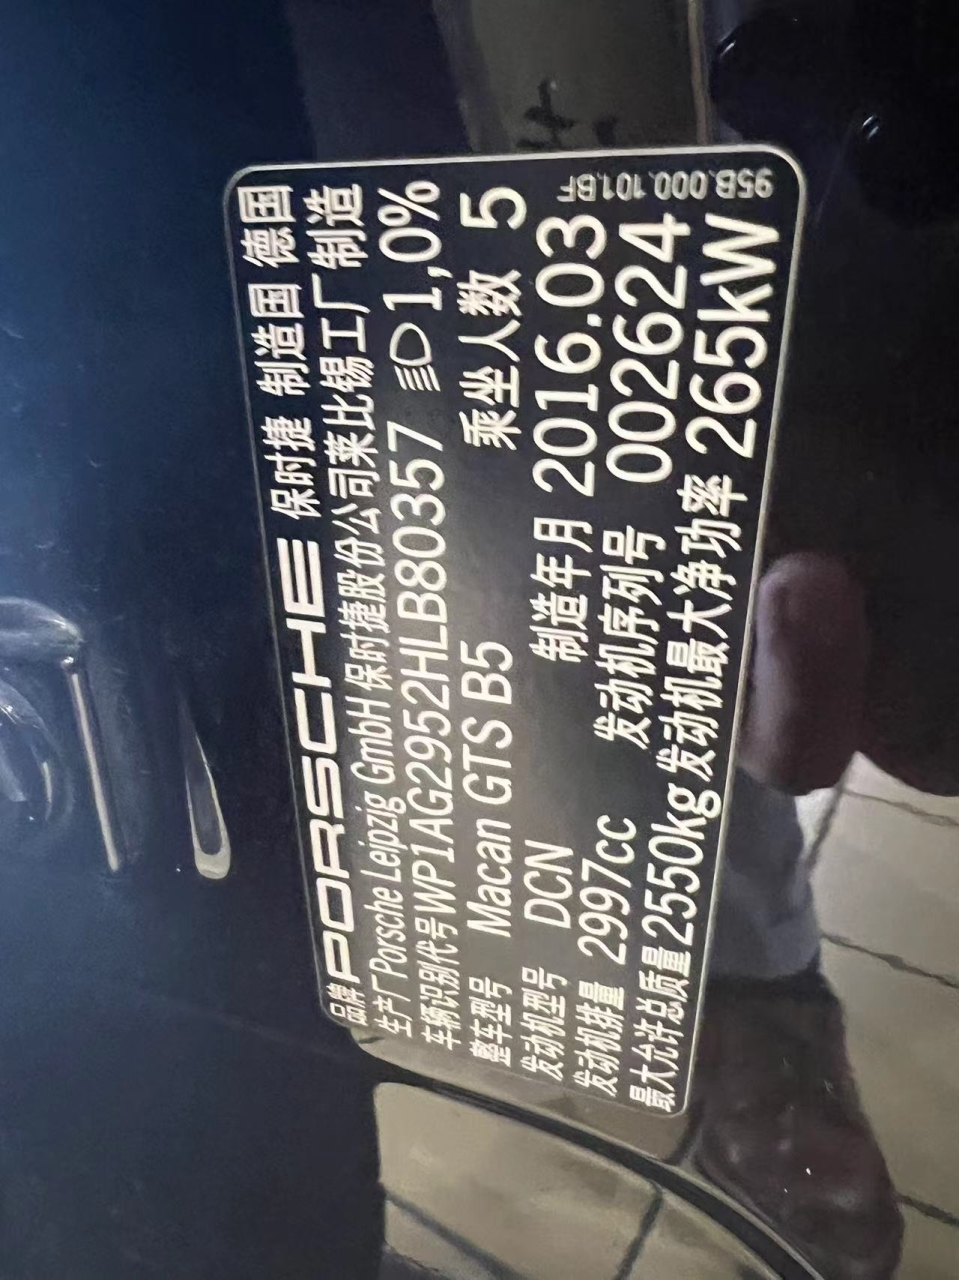 品牌 PORSCHE 保时捷 制造国 德国
生产厂 Porsche Leipzig GmbH 保时捷股份公司莱比锡工厂制造
车辆识别代号 WP1AG2952HLB80357 1,0%
整车型号 Macan GTS B5 乘坐人数 5
发动机型号 DCN 制造年月 2016.03
发动机排量 2997cc 发动机序列号 002624
最大允许总质量 2550kg 发动机最大净功率 265kW
95B.000.101.BF